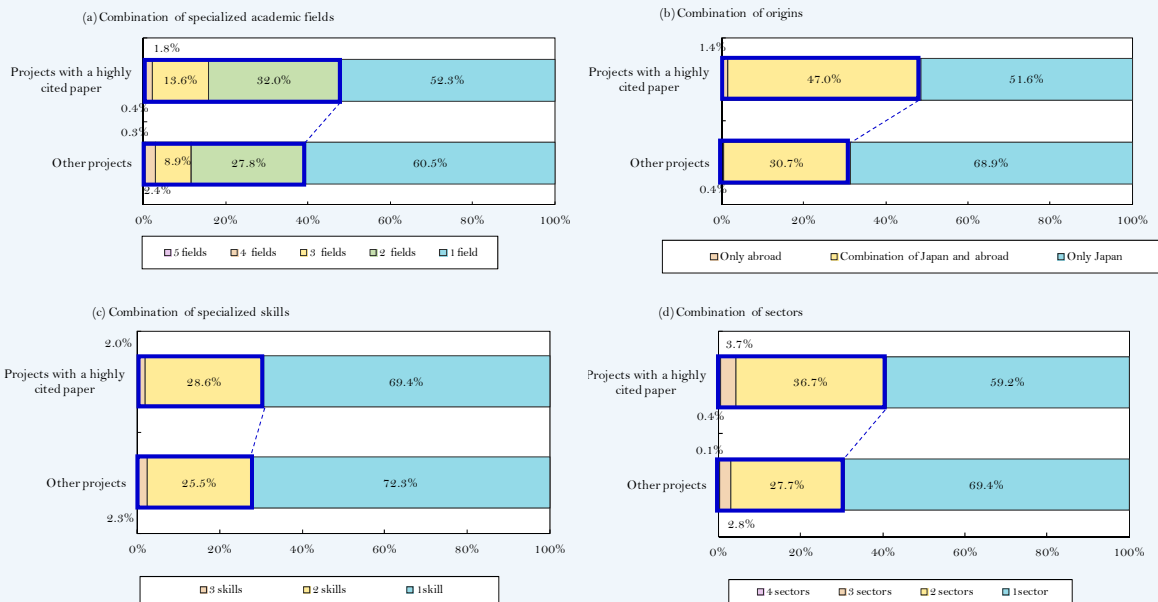 (a) Combination of specialized academic fields
1.8%
Projects with a highly
cited paper
13.6%
32.0%
52.3%
0.4%
0.3%
Other projects
8.9%
27.8%
60.5%
2.4%
0% 20% 40% 60% 80% 100%
5 fields 4 fields 3 fields 2 fields 1 field
(b) Combination of origins
1.4%
Projects with a highly
cited paper
47.0%
51.6%
Other projects
30.7%
68.9%
0.4%
0% 20% 40% 60% 80% 100%
Only abroad Combination of Japan and abroad Only Japan
(c) Combination of specialized skills
2.0%
Projects with a highly
cited paper
28.6%
69.4%
Other projects
25.5%
72.3%
2.3%
0% 20% 40% 60% 80% 100%
3 skills 2 skills 1 skill
(d) Combination of sectors
3.7%
Projects with a highly
cited paper
36.7%
59.2%
0.4%
0.1%
Other projects
27.7%
69.4%
2.8%
0% 20% 40% 60% 80% 100%
4 sectors 3 sectors 2 sectors 1 sector